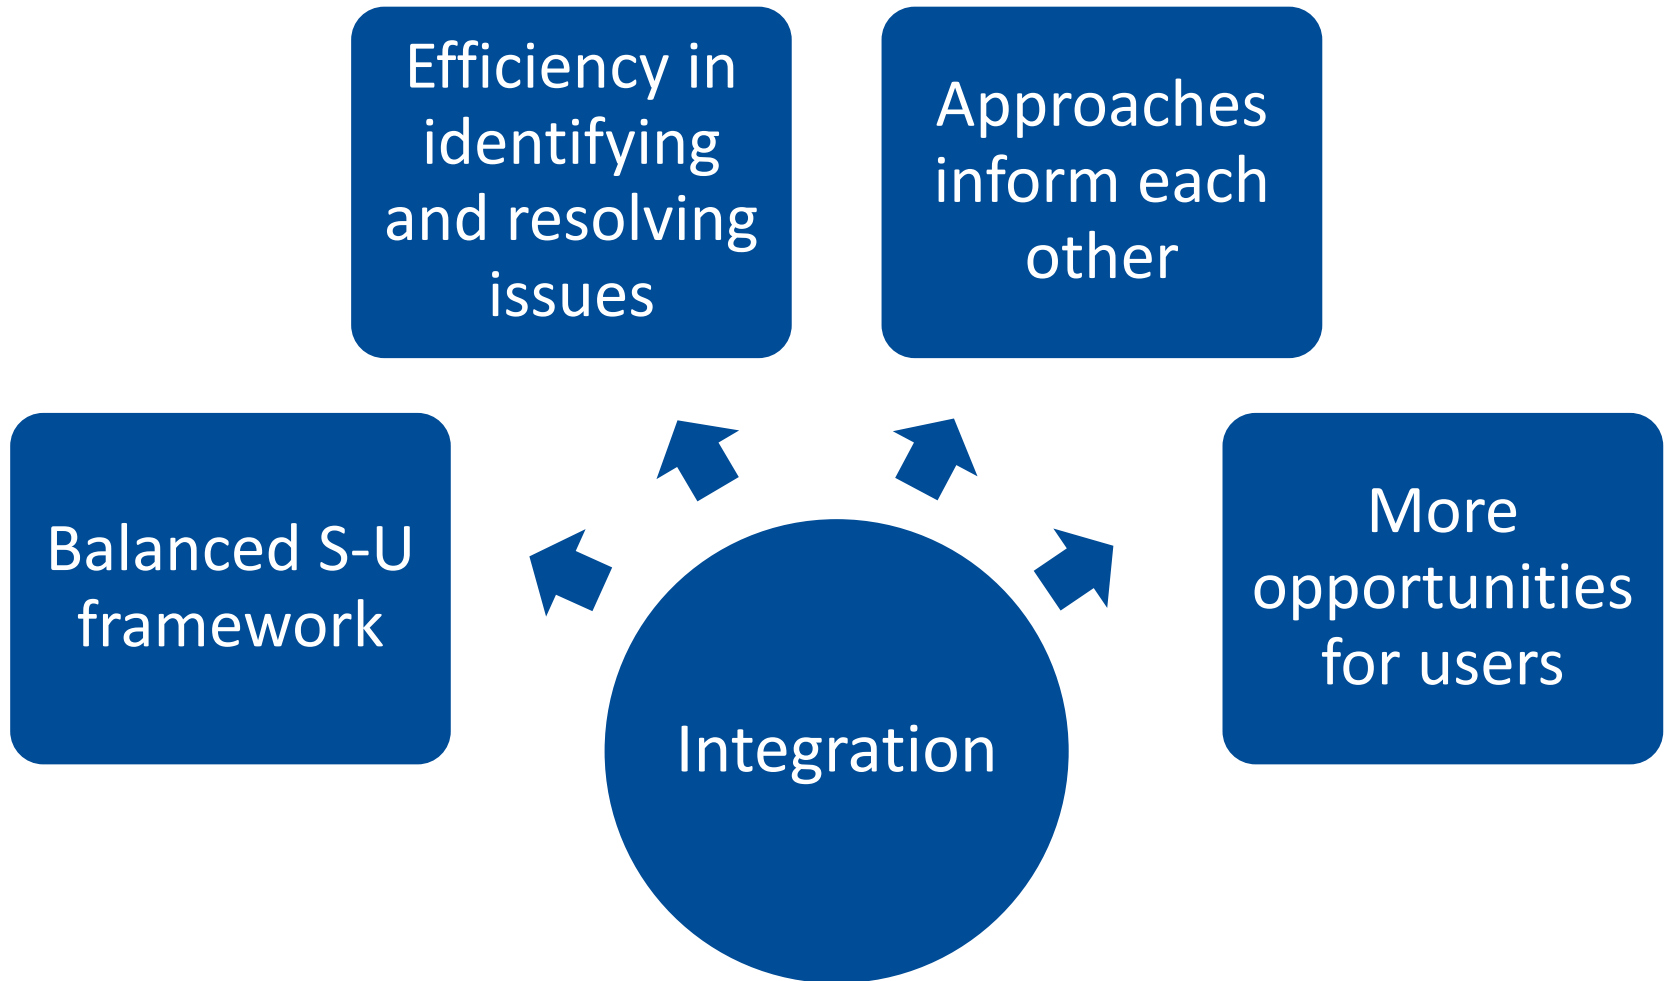 Efficiency in
identifying
and resolving
issues
Approaches
inform each
other
Balanced S-U
framework
More
opportunities
for users
Integration